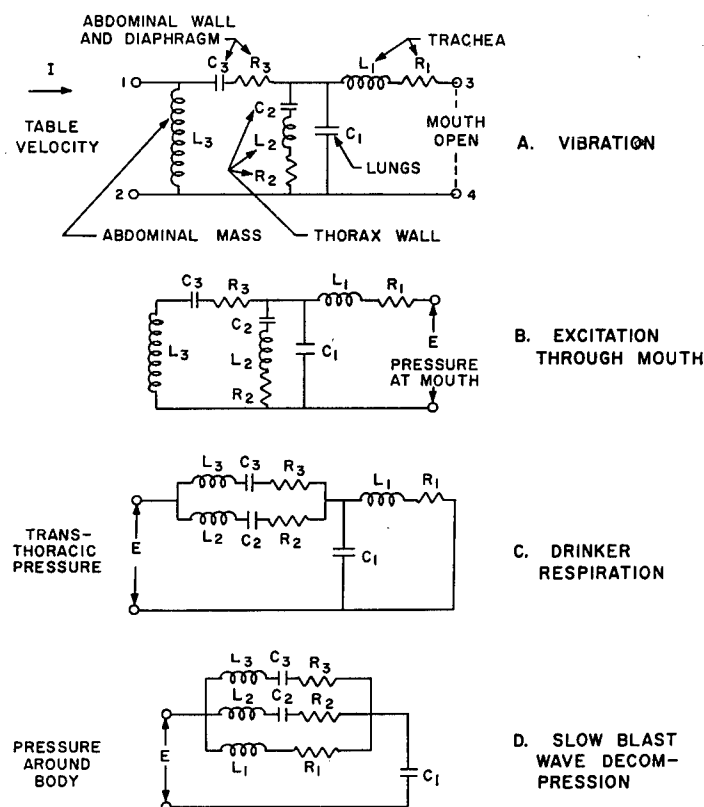 ABDOMINAL WALL
AND DIAPHRAGM
C3 R3
L1 TRACHEA
R1
I
1 3
TABLE
VELOCITY
L3
C2
L2
R2
C1
LUNGS
MOUTH
OPEN
A. VIBRATION
2 4
ABDOMINAL MASS THORAX WALL
C3 R3 L1 R1
C2
L3 L2 C1
R2
E
PRESSURE
AT MOUTH
B. EXCITATION
THROUGH MOUTH
L3 C3 R3
L1 R1
L2 C2 R2
TRANS-
THORACIC
PRESSURE
E
C1
C. DRINKER
RESPIRATION
L3 C3 R3
L2 C2 R2
L1 R1
PRESSURE
AROUND
BODY
E
C1
D. SLOW BLAST
WAVE DECOM-
PRESSION